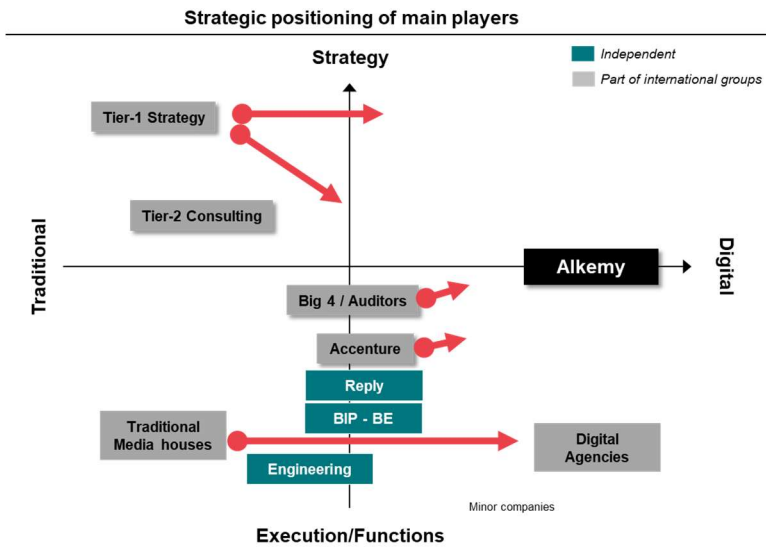 Strategic positioning of main players
Strategy
Independent
Part of international groups
Tier-1 Strategy
Tier-2 Consulting
Traditional
Alkemy
Digital
Big 4 / Auditors
Accenture
Reply
BIP - BE
Traditional
Media houses
Digital
Agencies
Engineering
Minor companies
Execution/Functions